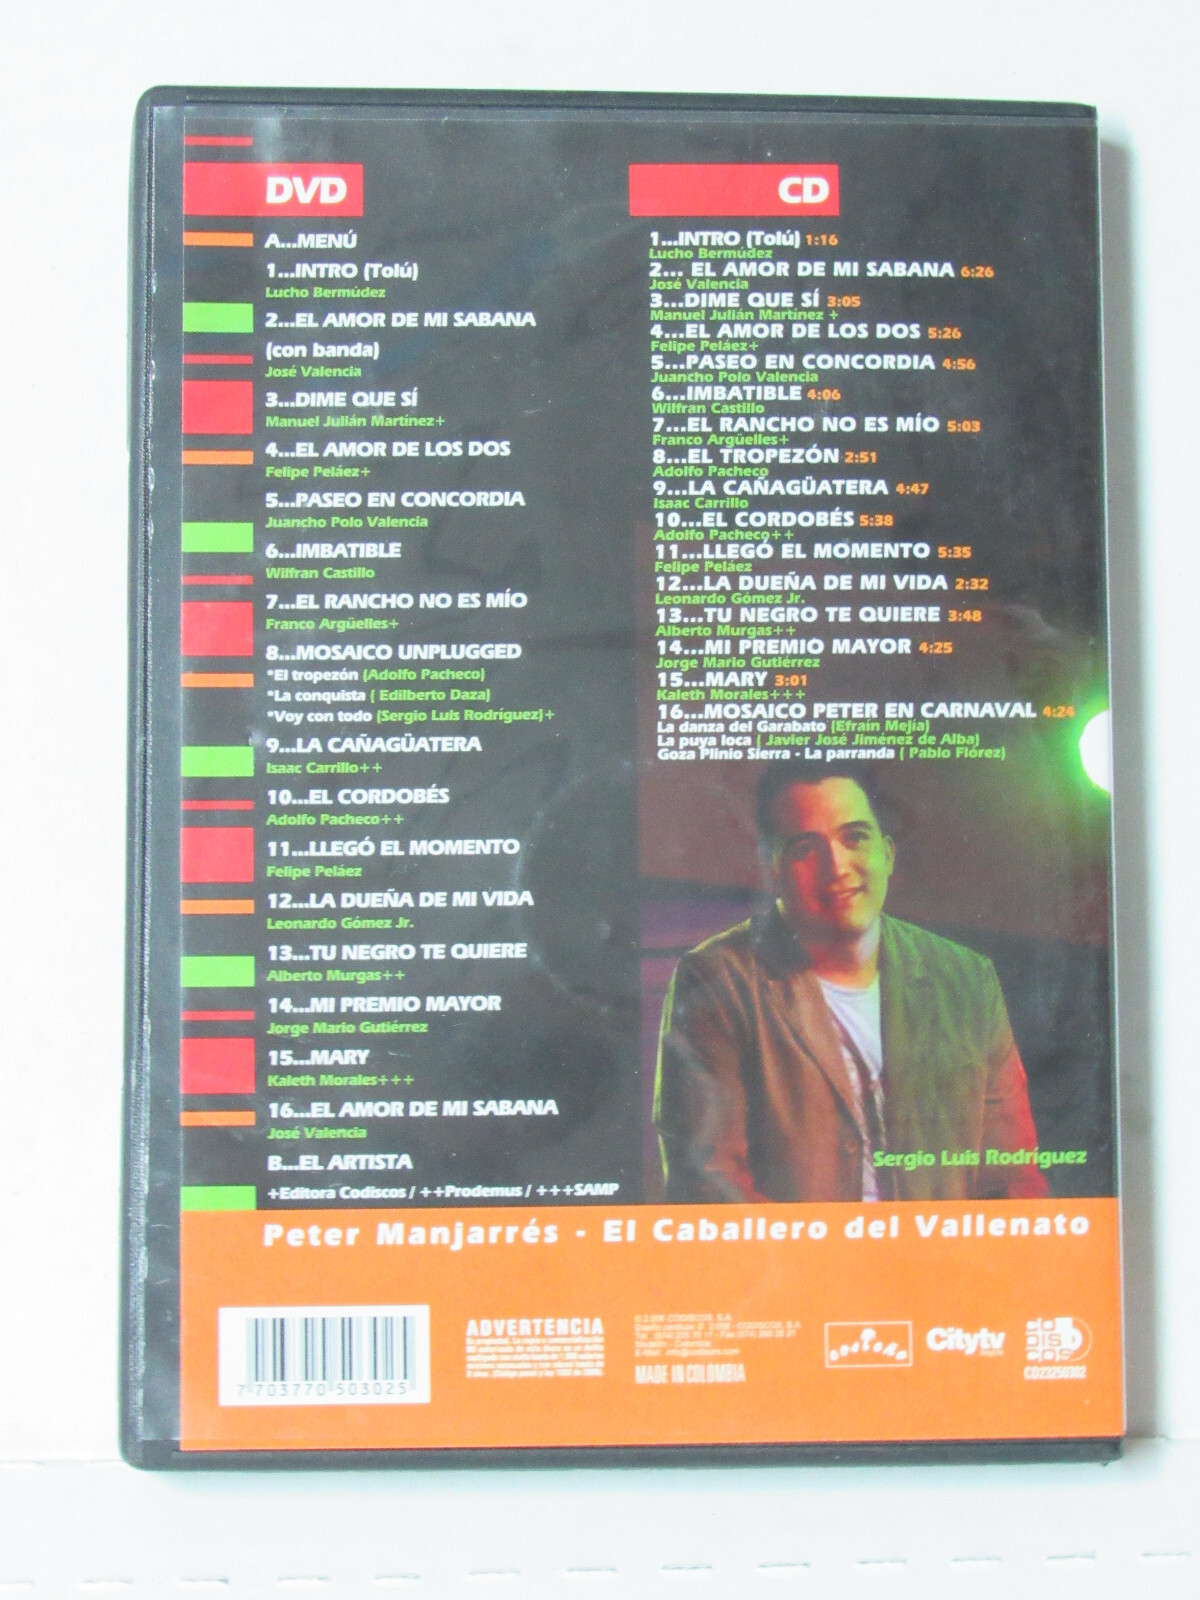 DVD
A...MENÚ
1...INTRO (Tolú)
Lucho Bermúdez
2...EL AMOR DE MI SABANA
(con banda)
José Valencia
3...DIME QUE SÍ
Manuel Julián Martínez+
4...EL AMOR DE LOS DOS
Felipe Peláez+
5...PASEO EN CONCORDIA
Juancho Polo Valencia
6...IMBATIBLE
Wilfran Castillo
7...EL RANCHO NO ES MÍO
Franco Argüelles+
8...MOSAICO UNPLUGGED
*El tropezón (Adolfo Pacheco)
*La conquista ( Edilberto Daza)
*Voy con todo (Sergio Luis Rodríguez)+
9...LA CAÑAGÜATERA
Isaac Carrillo++
10...EL CORDOBÉS
Adolfo Pacheco++
11...LLEGÓ EL MOMENTO
Felipe Peláez
12...LA DUEÑA DE MI VIDA
Leonardo Gómez Jr.
13...TU NEGRO TE QUIERE
Alberto Murgas++
14...MI PREMIO MAYOR
Jorge Mario Gutiérrez
15...MARY
Kaleth Morales+++
16...EL AMOR DE MI SABANA
José Valencia
B...EL ARTISTA
+Editora Codiscos / ++Prodemus / +++SAMP
CD
1...INTRO (Tolú) 1:16
Lucho Bermúdez
2... EL AMOR DE MI SABANA 6:26
José Valencia
3...DIME QUE SÍ 3:05
Manuel Julián Martínez +
4...EL AMOR DE LOS DOS 5:26
Felipe Peláez+
5...PASEO EN CONCORDIA 4:56
Juancho Polo Valencia
6...IMBATIBLE 4:06
Wilfran Castillo
7...EL RANCHO NO ES MÍO 5:03
Franco Argüelles+
8...EL TROPEZÓN 2:51
Adolfo Pacheco
9...LA CAÑAGÜATERA 4:47
Isaac Carrillo
10...EL CORDOBÉS 5:38
Adolfo Pacheco++
11...LLEGÓ EL MOMENTO 5:35
Felipe Peláez
12...LA DUEÑA DE MI VIDA 2:32
Leonardo Gómez Jr.
13...TU NEGRO TE QUIERE 3:48
Alberto Murgas++
14...MI PREMIO MAYOR 4:25
Jorge Mario Gutiérrez
15...MARY 3:01
Kaleth Morales+++
16...MOSAICO PETER EN CARNAVAL 4:24
La danza del Garabato (Efraín Mejía)
La puya loca ( Javier José Jiménez de Alba)
Goza Plinio Sierra - La parranda ( Pablo Flórez)
Sergio Luis Rodríguez
Peter Manjarrés - El Caballero del Vallenato
7 703770 503025
ADVERTENCIA
MADE IN COLOMBIA
costeño
Citytv
CODISCOS
CD23250302